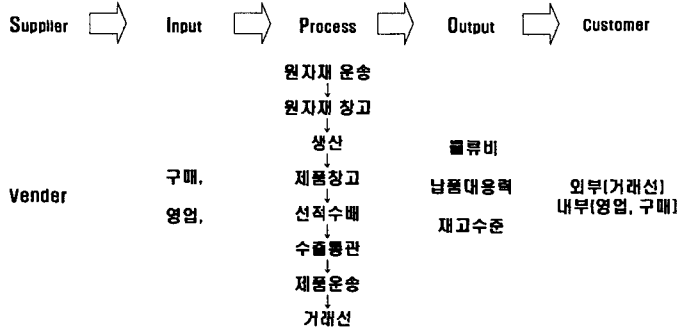 Supplier Input Process Output Customer
원자재 운송
원자재 창고
생산
제품창고
선적수배
수출통관
제품운송
거래선
Vender
구매,
영업,
물류비
납품대응력
재고수준
외부(거래선)
내부(영업, 구매)